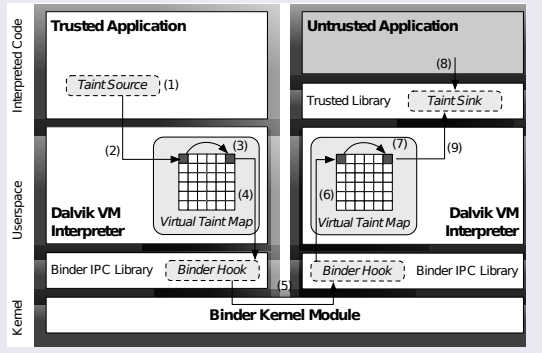 Interpreted Code
Trusted Application
Taint Source
(1)
Untrusted Application
(8)
Trusted Library
Taint Sink
Userspace
(2)
(3)
(4)
Virtual Taint Map
Dalvik VM
Interpreter
(6)
(7)
(9)
Virtual Taint Map
Dalvik VM
Interpreter
Binder IPC Library
Binder Hook
(5)
Binder Hook
Binder IPC Library
Kernel
Binder Kernel Module